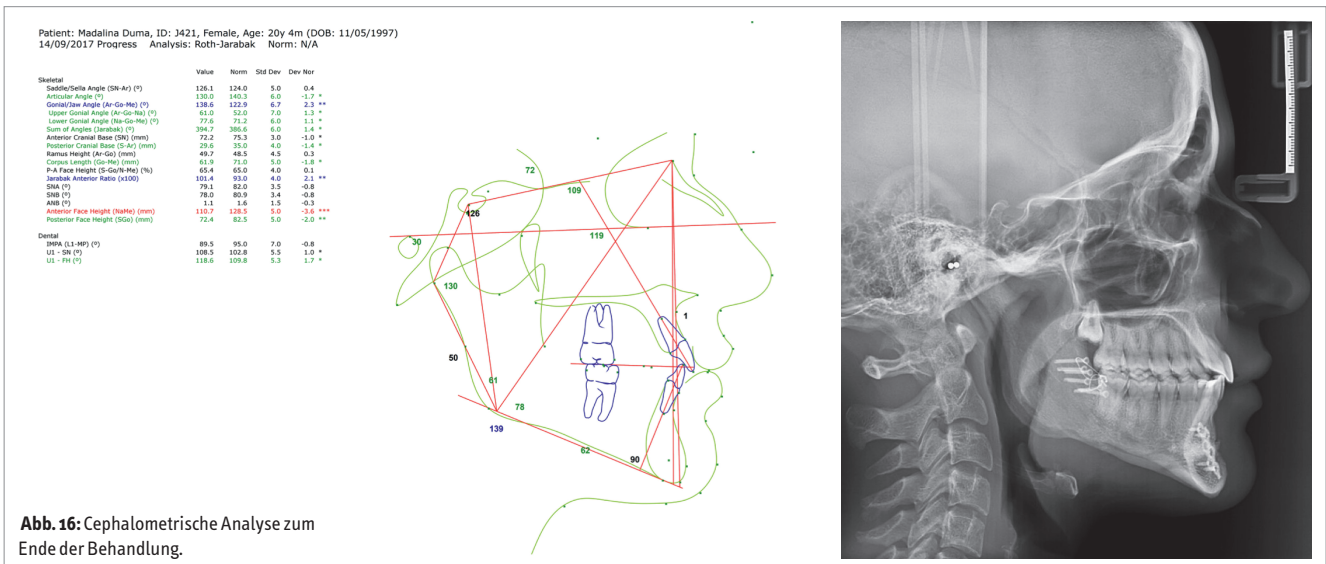 Patient: Madalina Duma, ID: J421, Female, Age: 20y 4m (DOB: 11/05/1997)
14/09/2017 Progress Analysis: Roth-Jarabak Norm: N/A
Value Norm Std Dev Dev Nor
Skeletal
Saddle/Sella Angle (SN-Ar) (º) 126.1 124.0 5.0 0.4
Articular Angle (º) 130.0 140.3 6.0 -1.7 *
Gonial/Jaw Angle (Ar-Go-Me) (º) 138.6 122.9 6.7 2.3 **
Upper Gonial Angle (Ar-Go-Na) (º) 61.0 52.0 7.0 1.3 *
Lower Gonial Angle (Na-Go-Me) (º) 77.6 71.2 6.0 1.1 *
Sum of Angles (Jarabak) (º) 394.7 386.6 6.0 1.4 *
Anterior Cranial Base (SN) (mm) 72.2 75.3 3.0 -1.0 *
Posterior Cranial Base (S-Ar) (mm) 29.6 35.0 4.0 -1.4 *
Ramus Height (Ar-Go) (mm) 49.7 48.5 4.5 0.3
Corpus Length (Go-Me) (mm) 61.9 71.0 5.0 -1.8 *
P-A Face Height (S-Go/N-Me) (%) 65.4 65.0 4.0 0.1
Jarabak Anterior Ratio (x100) 101.4 93.0 4.0 2.1 **
SNA (º) 79.1 82.0 3.5 -0.8
SNB (º) 78.0 80.9 3.4 -0.8
ANB (º) 1.1 1.6 1.5 -0.3
Anterior Face Height (NaMe) (mm) 110.7 128.5 5.0 -3.6 ***
Posterior Face Height (SGo) (mm) 72.4 82.5 5.0 -2.0 **
Dental
IMPA (L1-MP) (º) 89.5 95.0 7.0 -0.8
U1 - SN (º) 108.5 102.8 5.5 1.0 *
U1 - FH (º) 118.6 109.8 5.3 1.7 *
72
109
126
119
30
130
1
50
61
78
139
62
90
Abb. 16: Cephalometrische Analyse zum
Ende der Behandlung.